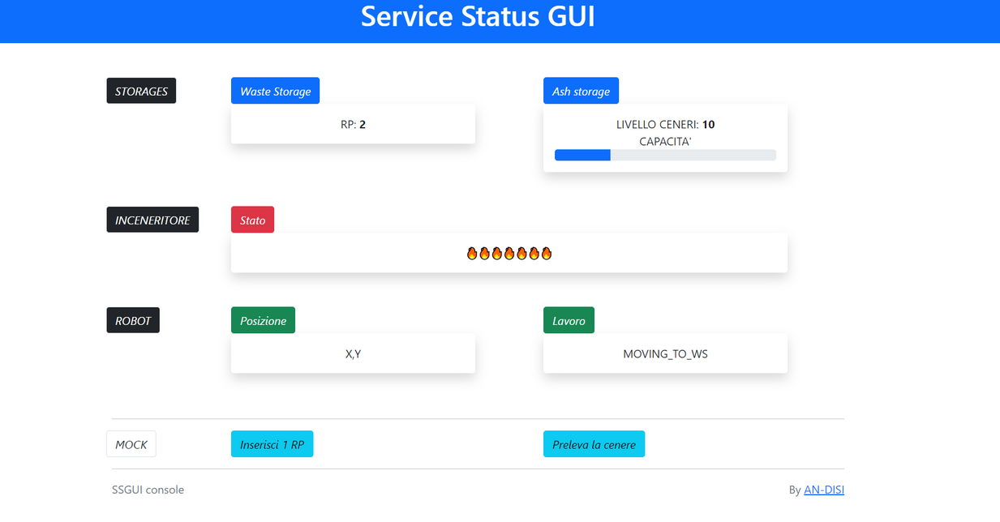 Service Status GUI
STORAGES
Waste Storage
RP: 2
Ash storage
LIVELLO CENERI: 10
CAPACITA'
INCENERITORE
Stato
🔥🔥🔥🔥🔥🔥🔥
ROBOT
Posizione
X,Y
Lavoro
MOVING_TO_WS
MOCK
Inserisci 1 RP
Preleva la cenere
SSGUI console
By AN-DISI